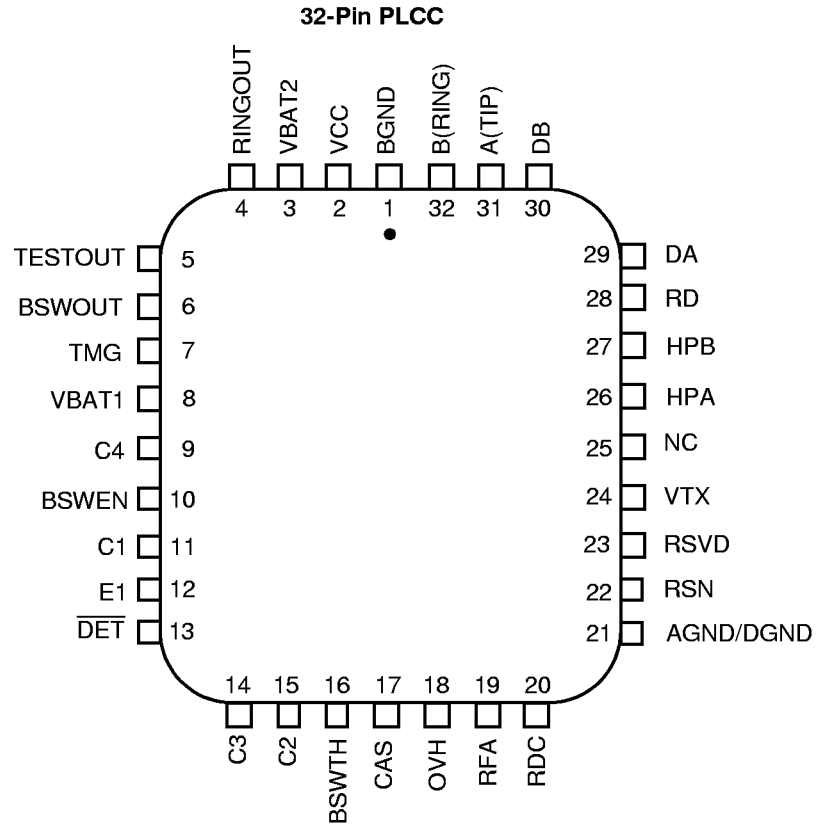 32-Pin PLCC
RINGOUT
VBAT2
VCC
BGND
B(RING)
A(TIP)
DB
4 3 2 1 32 31 30
TESTOUT 5
BSWOUT 6
TMG 7
VBAT1 8
C4 9
BSWEN 10
C1 11
E1 12
D̅E̅T̅ 13
29 DA
28 RD
27 HPB
26 HPA
25 NC
24 VTX
23 RSVD
22 RSN
21 AGND/DGND
14 15 16 17 18 19 20
C3
C2
BSWTH
CAS
OVH
RFA
RDC